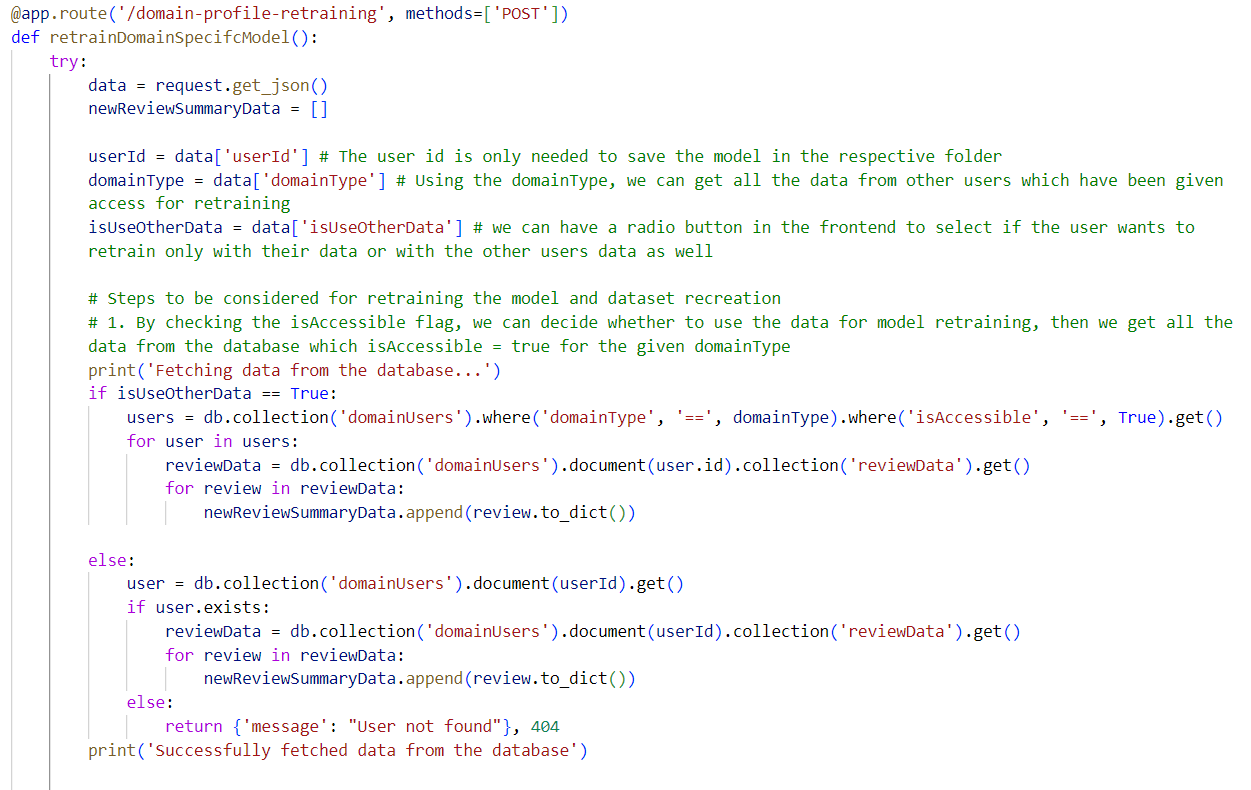 @app.route('/domain-profile-retraining', methods=['POST'])
def retrainDomainSpecifcModel():
    try:
        data = request.get_json()
        newReviewSummaryData = []

        userId = data['userId'] # The user id is only needed to save the model in the respective folder
        domainType = data['domainType'] # Using the domainType, we can get all the data from other users which have been given
        access for retraining
        isUseOtherData = data['isUseOtherData'] # we can have a radio button in the frontend to select if the user wants to
        retrain only with their data or with the other users data as well

        # Steps to be considered for retraining the model and dataset recreation
        # 1. By checking the isAccessible flag, we can decide whether to use the data for model retraining, then we get all the
        data from the database which isAccessible = true for the given domainType
        print('Fetching data from the database...')
        if isUseOtherData == True:
            users = db.collection('domainUsers').where('domainType', '==', domainType).where('isAccessible', '==', True).get()
            for user in users:
                reviewData = db.collection('domainUsers').document(user.id).collection('reviewData').get()
                for review in reviewData:
                    newReviewSummaryData.append(review.to_dict())

        else:
            user = db.collection('domainUsers').document(userId).get()
            if user.exists:
                reviewData = db.collection('domainUsers').document(userId).collection('reviewData').get()
                for review in reviewData:
                    newReviewSummaryData.append(review.to_dict())
            else:
                return {'message': "User not found"}, 404
        print('Successfully fetched data from the database')